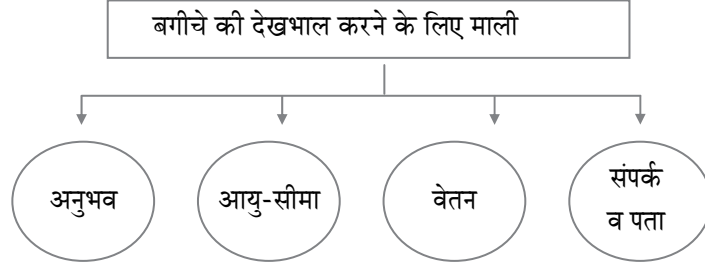 बगीचे की देखभाल करने के लिए माली
अनुभव
आयु-सीमा
वेतन
संपर्क
व पता